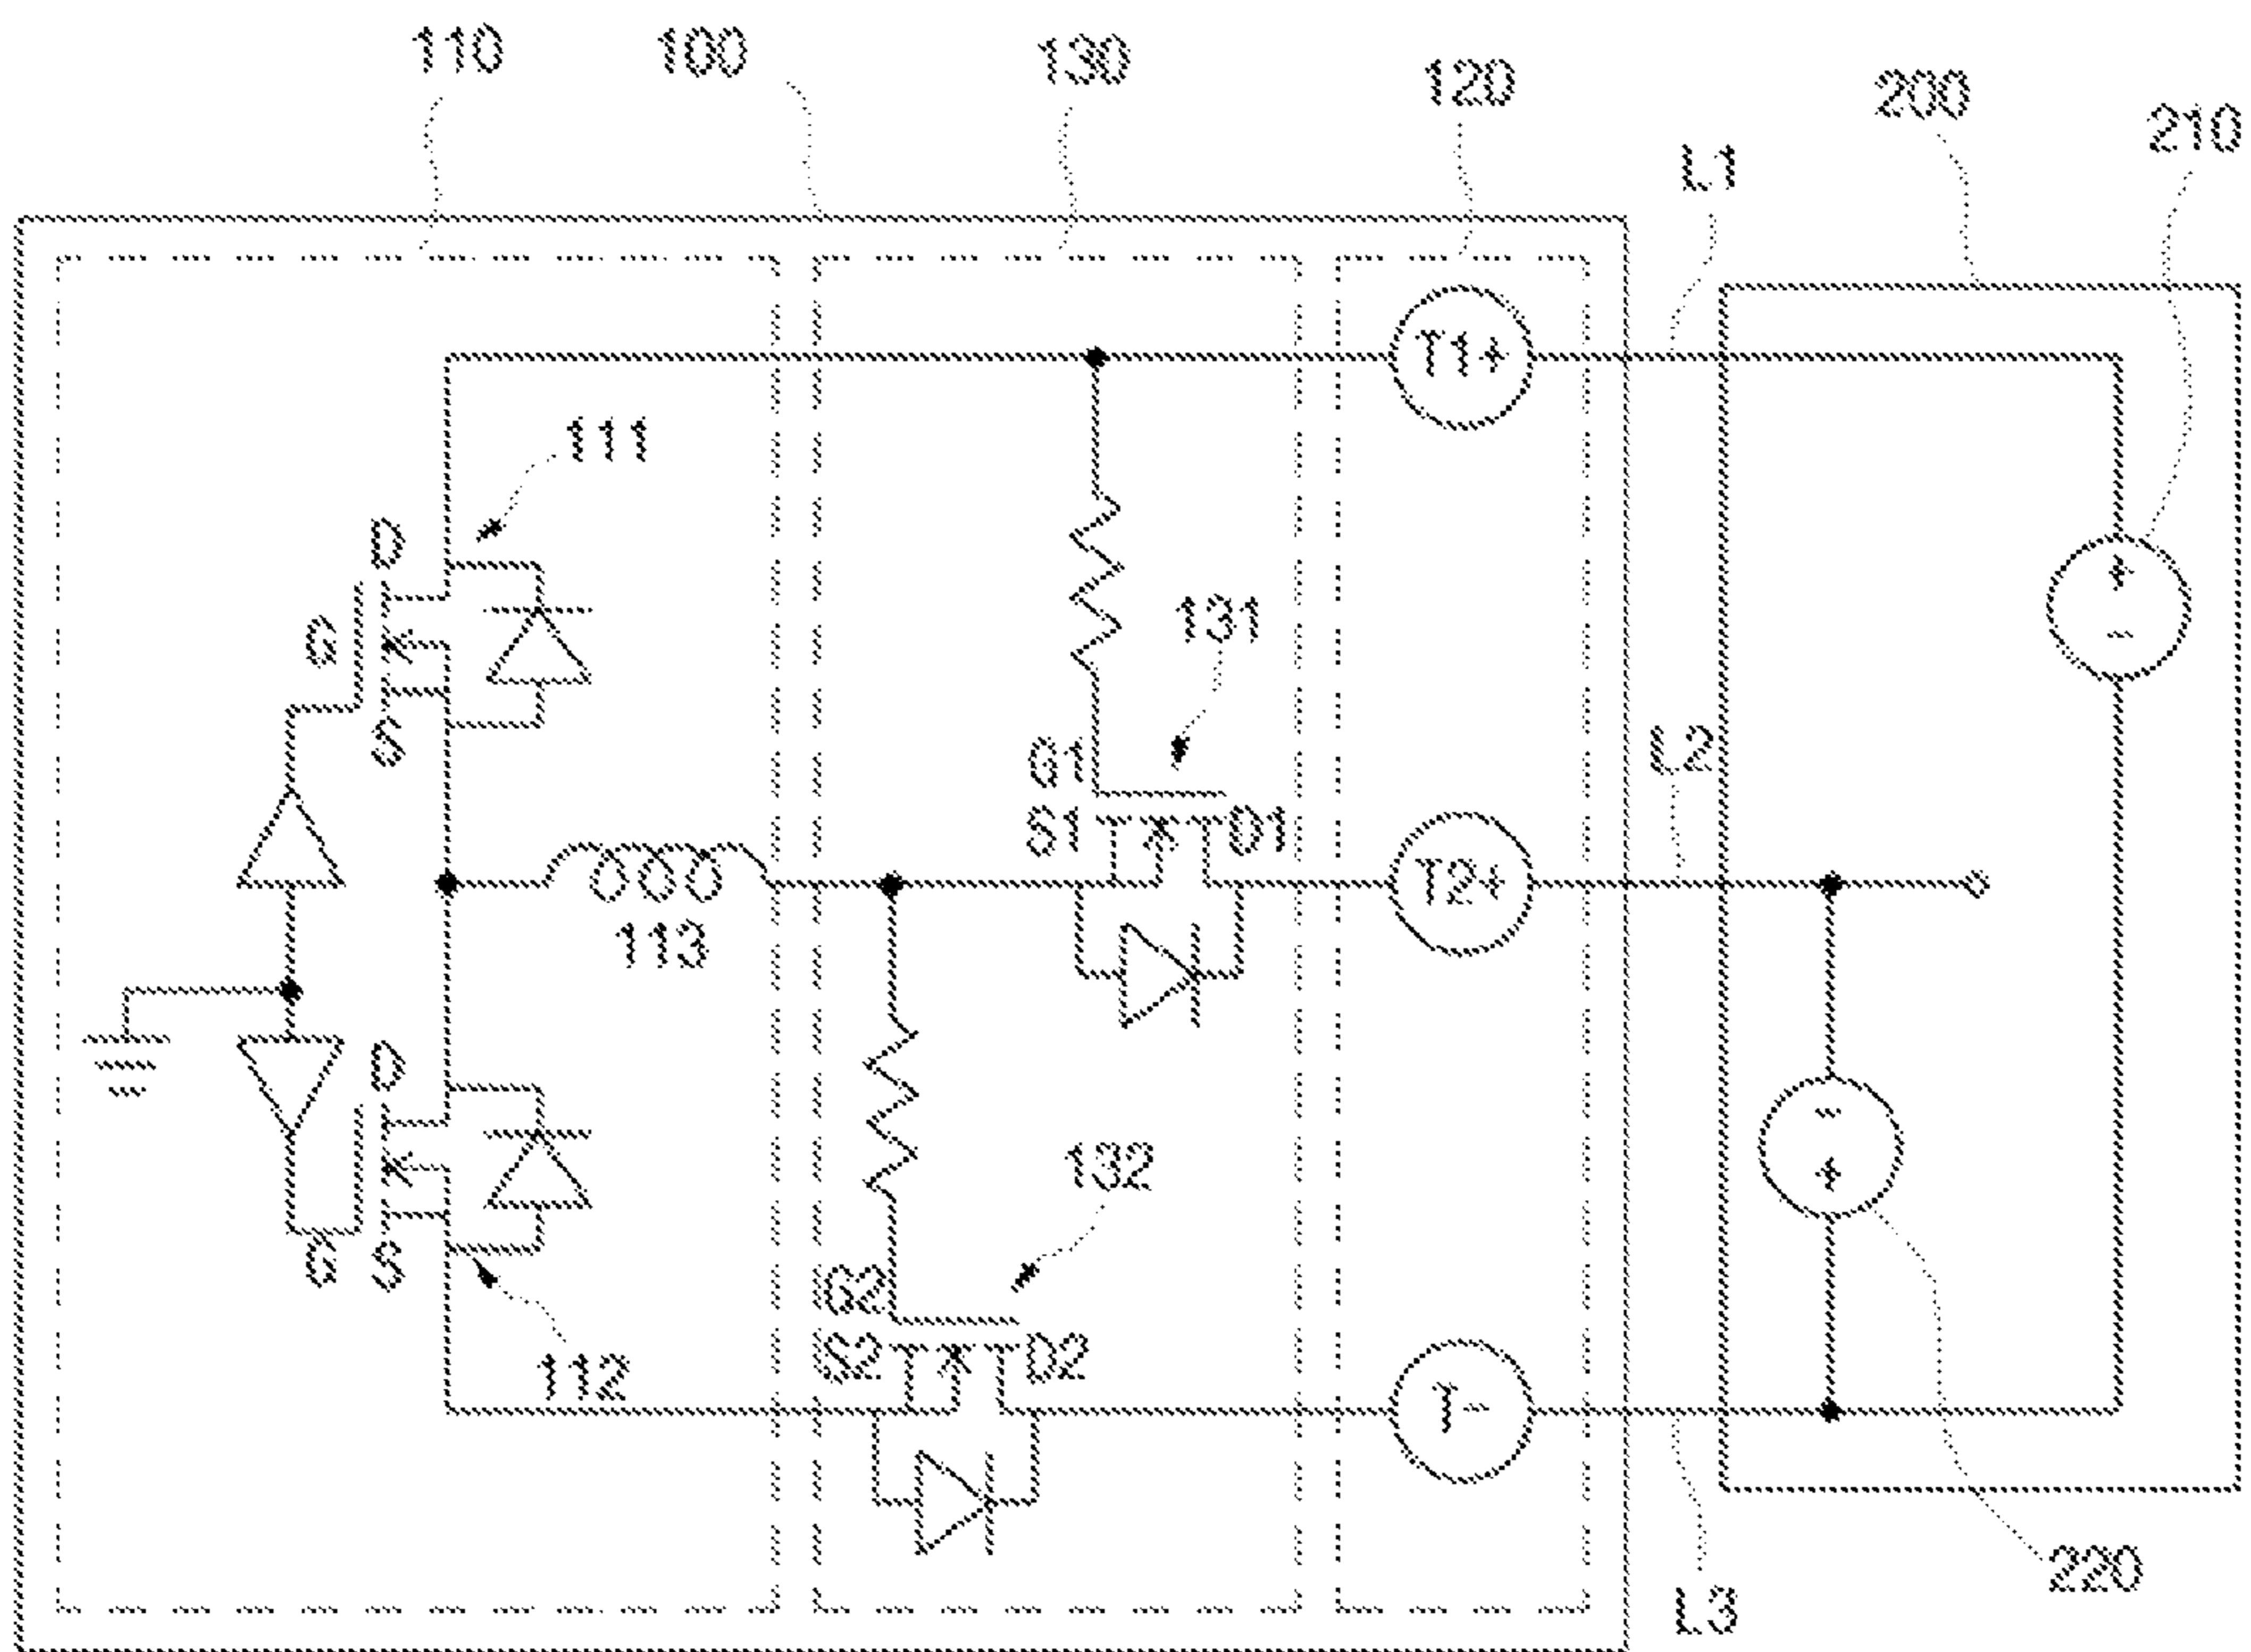 110 100 130 120 200 210
L1
T1+
111
D
G
S
131
+
-
G1
S1 D1
L2
T2+
113
D
G S
-
+
132
G2
S2 D2
112
T-
220
L3